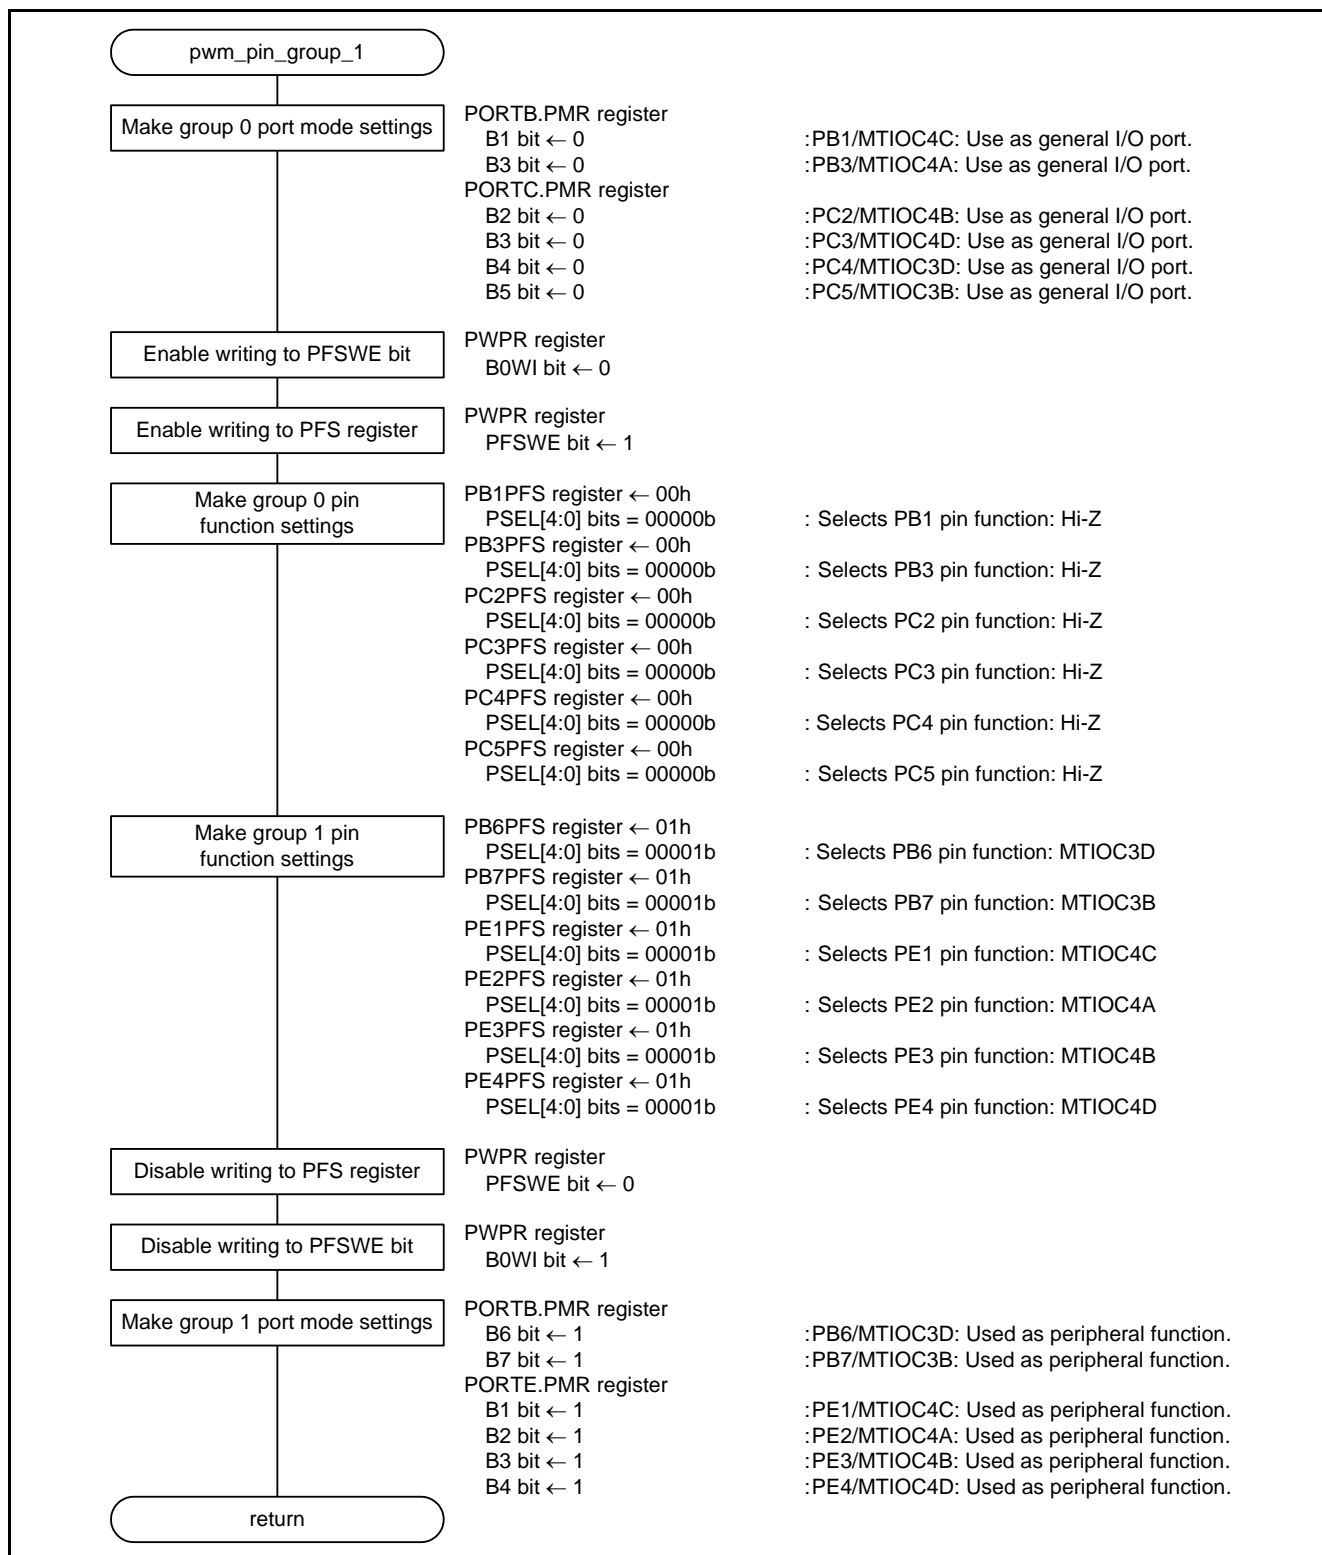 pwm_pin_group_1
Make group 0 port mode settings
PORTB.PMR register
B1 bit ← 0 :PB1/MTIOC4C: Use as general I/O port.
B3 bit ← 0 :PB3/MTIOC4A: Use as general I/O port.
PORTC.PMR register
B2 bit ← 0 :PC2/MTIOC4B: Use as general I/O port.
B3 bit ← 0 :PC3/MTIOC4D: Use as general I/O port.
B4 bit ← 0 :PC4/MTIOC3D: Use as general I/O port.
B5 bit ← 0 :PC5/MTIOC3B: Use as general I/O port.
Enable writing to PFSWE bit
PWPR register
B0WI bit ← 0
Enable writing to PFS register
PWPR register
PFSWE bit ← 1
Make group 0 pin
function settings
PB1PFS register ← 00h
PSEL[4:0] bits = 00000b : Selects PB1 pin function: Hi-Z
PB3PFS register ← 00h
PSEL[4:0] bits = 00000b : Selects PB3 pin function: Hi-Z
PC2PFS register ← 00h
PSEL[4:0] bits = 00000b : Selects PC2 pin function: Hi-Z
PC3PFS register ← 00h
PSEL[4:0] bits = 00000b : Selects PC3 pin function: Hi-Z
PC4PFS register ← 00h
PSEL[4:0] bits = 00000b : Selects PC4 pin function: Hi-Z
PC5PFS register ← 00h
PSEL[4:0] bits = 00000b : Selects PC5 pin function: Hi-Z
Make group 1 pin
function settings
PB6PFS register ← 01h
PSEL[4:0] bits = 00001b : Selects PB6 pin function: MTIOC3D
PB7PFS register ← 01h
PSEL[4:0] bits = 00001b : Selects PB7 pin function: MTIOC3B
PE1PFS register ← 01h
PSEL[4:0] bits = 00001b : Selects PE1 pin function: MTIOC4C
PE2PFS register ← 01h
PSEL[4:0] bits = 00001b : Selects PE2 pin function: MTIOC4A
PE3PFS register ← 01h
PSEL[4:0] bits = 00001b : Selects PE3 pin function: MTIOC4B
PE4PFS register ← 01h
PSEL[4:0] bits = 00001b : Selects PE4 pin function: MTIOC4D
Disable writing to PFS register
PWPR register
PFSWE bit ← 0
Disable writing to PFSWE bit
PWPR register
B0WI bit ← 1
Make group 1 port mode settings
PORTB.PMR register
B6 bit ← 1 :PB6/MTIOC3D: Used as peripheral function.
B7 bit ← 1 :PB7/MTIOC3B: Used as peripheral function.
PORTE.PMR register
B1 bit ← 1 :PE1/MTIOC4C: Used as peripheral function.
B2 bit ← 1 :PE2/MTIOC4A: Used as peripheral function.
B3 bit ← 1 :PE3/MTIOC4B: Used as peripheral function.
B4 bit ← 1 :PE4/MTIOC4D: Used as peripheral function.
return